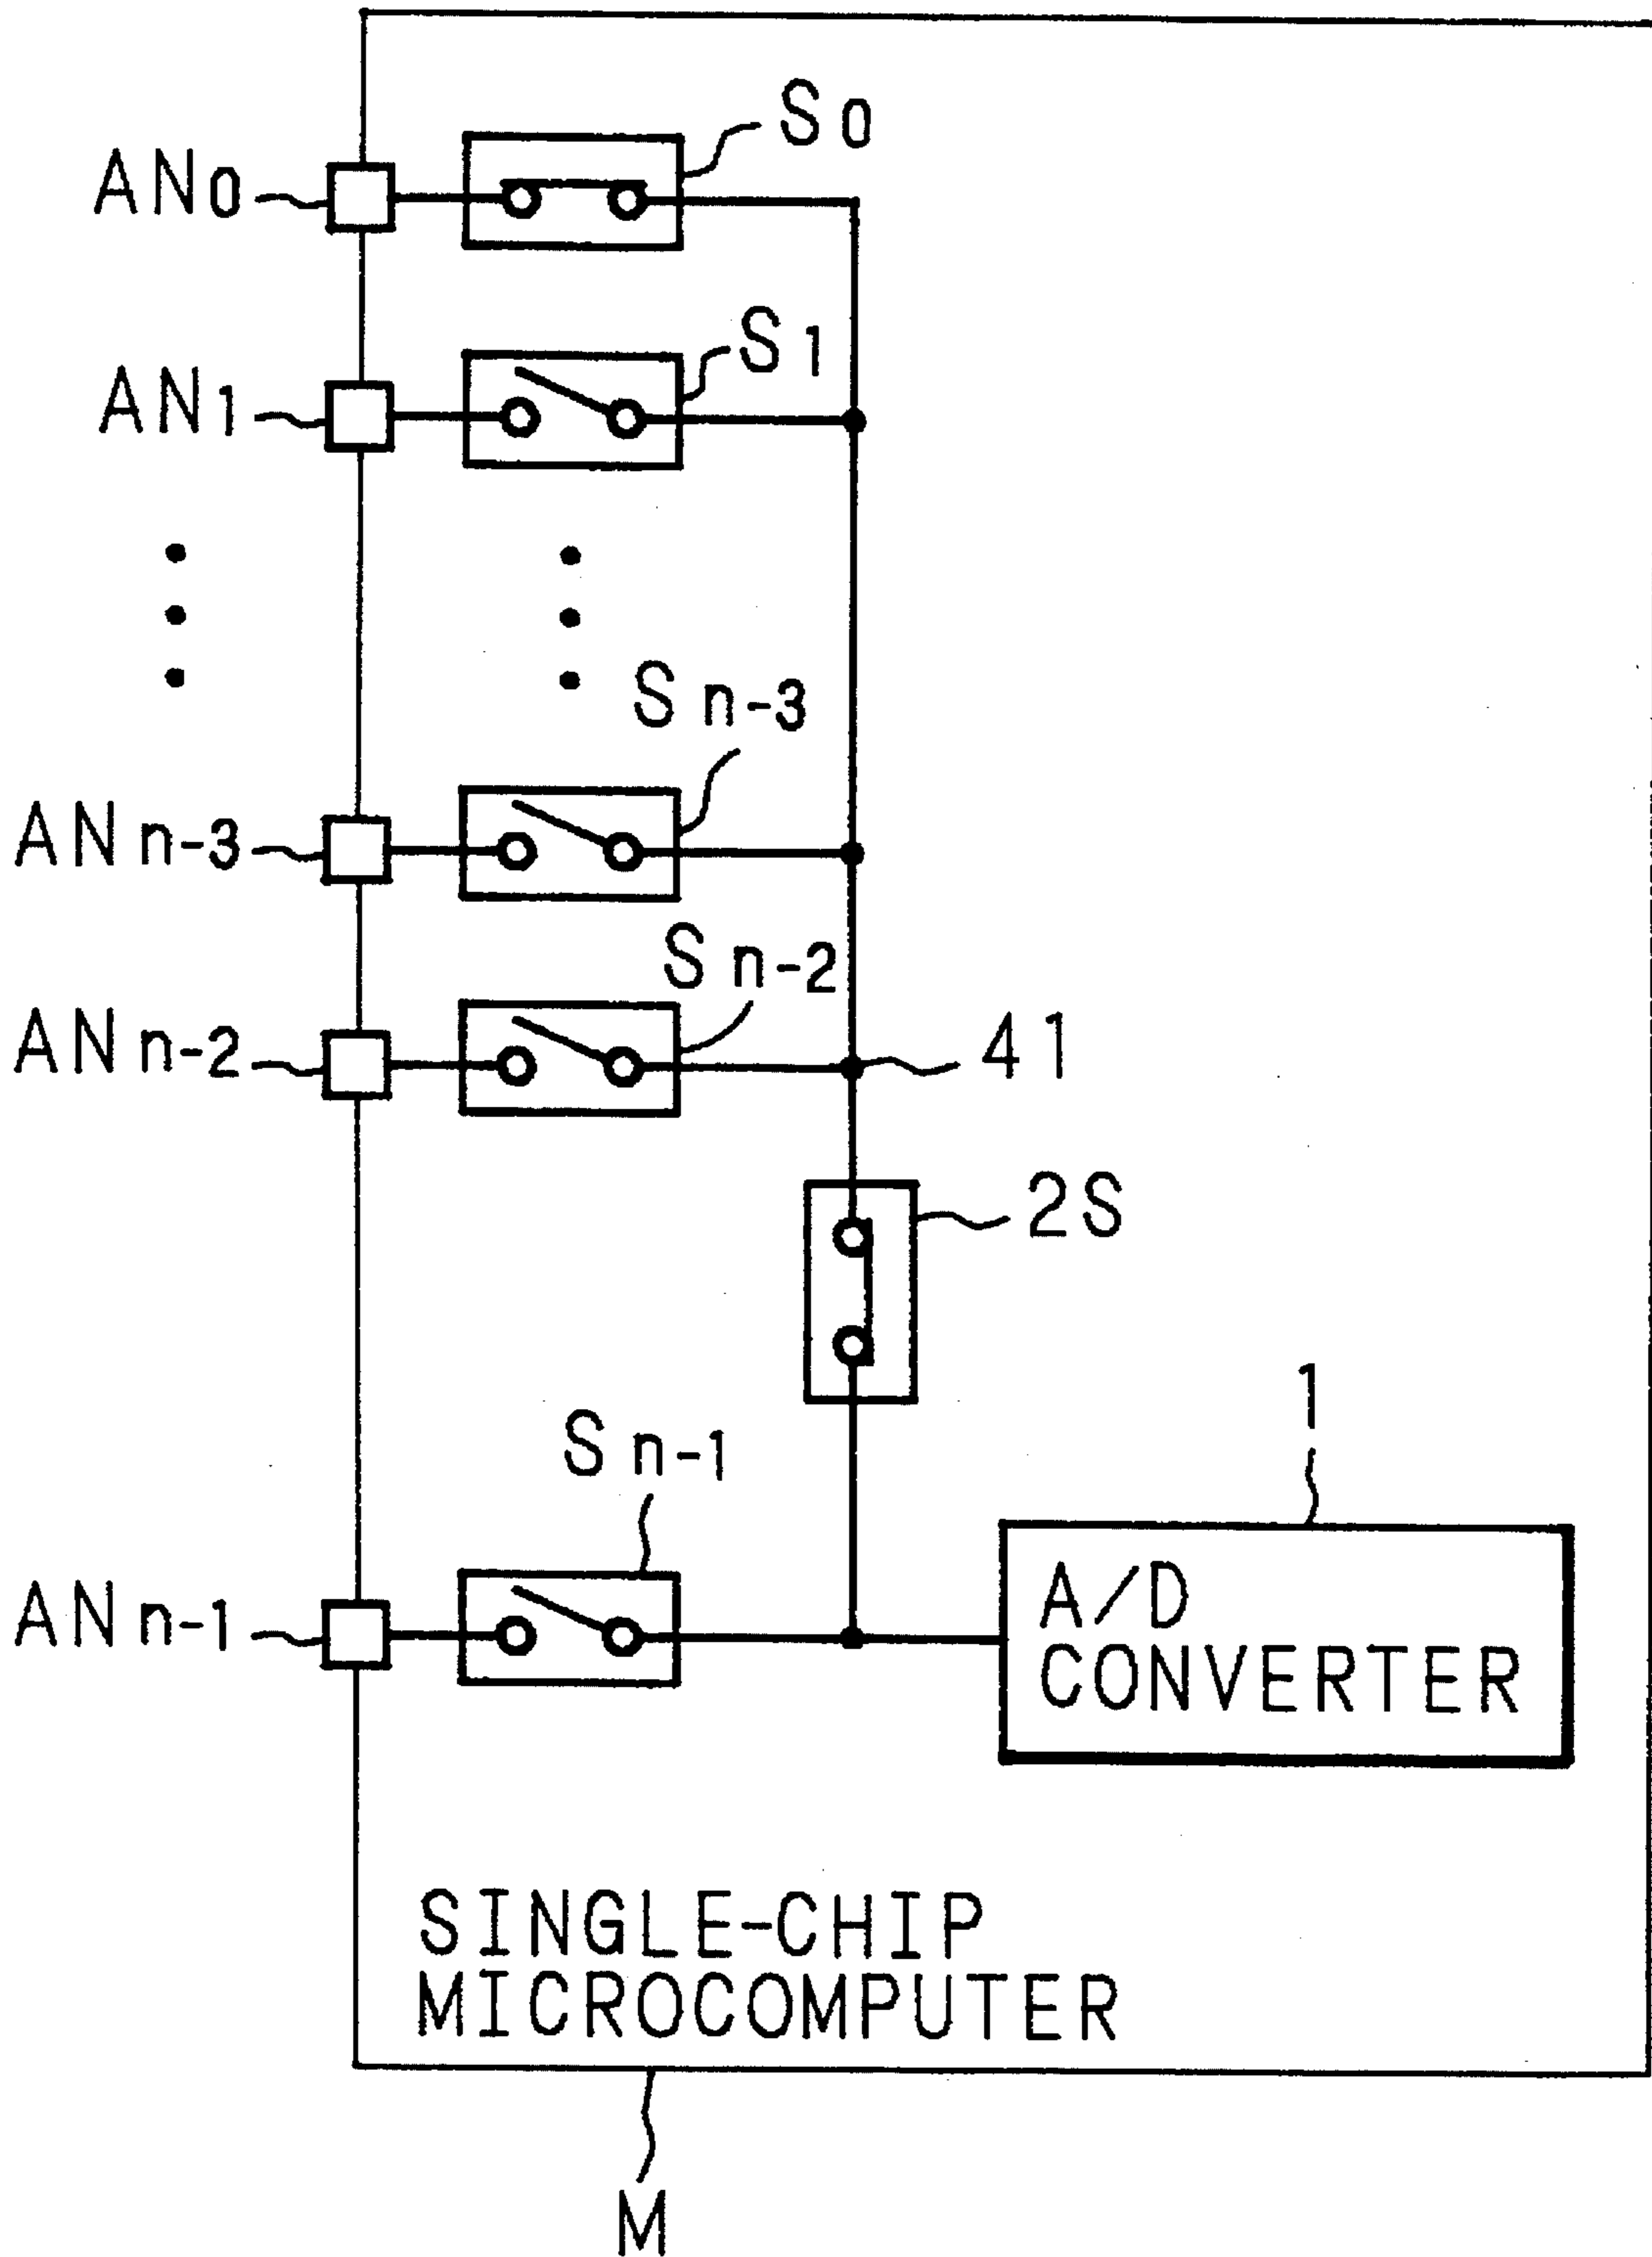 S0
AN0
S1
AN1
Sn-3
ANn-3
Sn-2
ANn-2
41
2S
1
Sn-1
A/D
CONVERTER
ANn-1
SINGLE-CHIP
MICROCOMPUTER
M